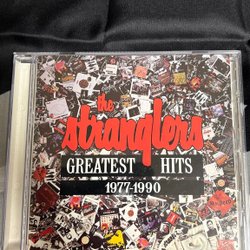 the
stranglers
GREATEST HITS
1977-1990